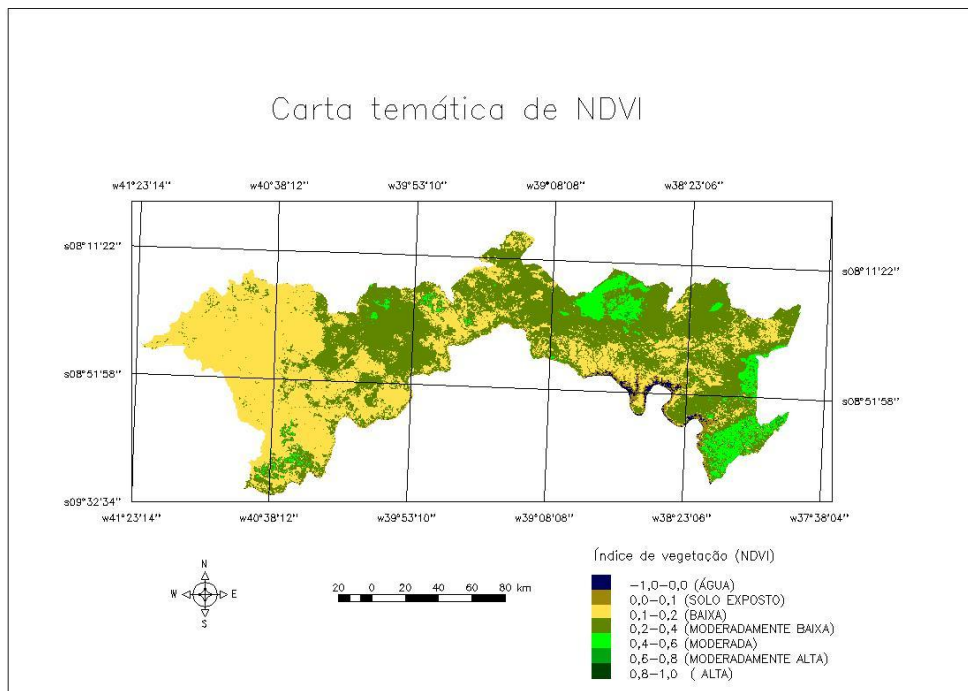 Carta temática de NDVI
w41°23'14'' w40°38'12'' w39°53'10'' w39°08'08'' w38°23'06''
s08°11'22'' s08°11'22''
s08°51'58'' s08°51'58''
s09°32'34''
w41°23'14'' w40°38'12'' w39°53'10'' w39°08'08'' w38°23'06'' w37°38'04''
Índice de vegetação (NDVI)
N
W E
S
20 0 20 40 60 80 km
-1,0-0,0 (ÁGUA)
0,0-0,1 (SOLO EXPOSTO)
0,1-0,2 (BAIXA)
0,2-0,4 (MODERADAMENTE BAIXA)
0,4-0,6 (MODERADA)
0,6-0,8 (MODERADAMENTE ALTA)
0,8-1,0 ( ALTA)